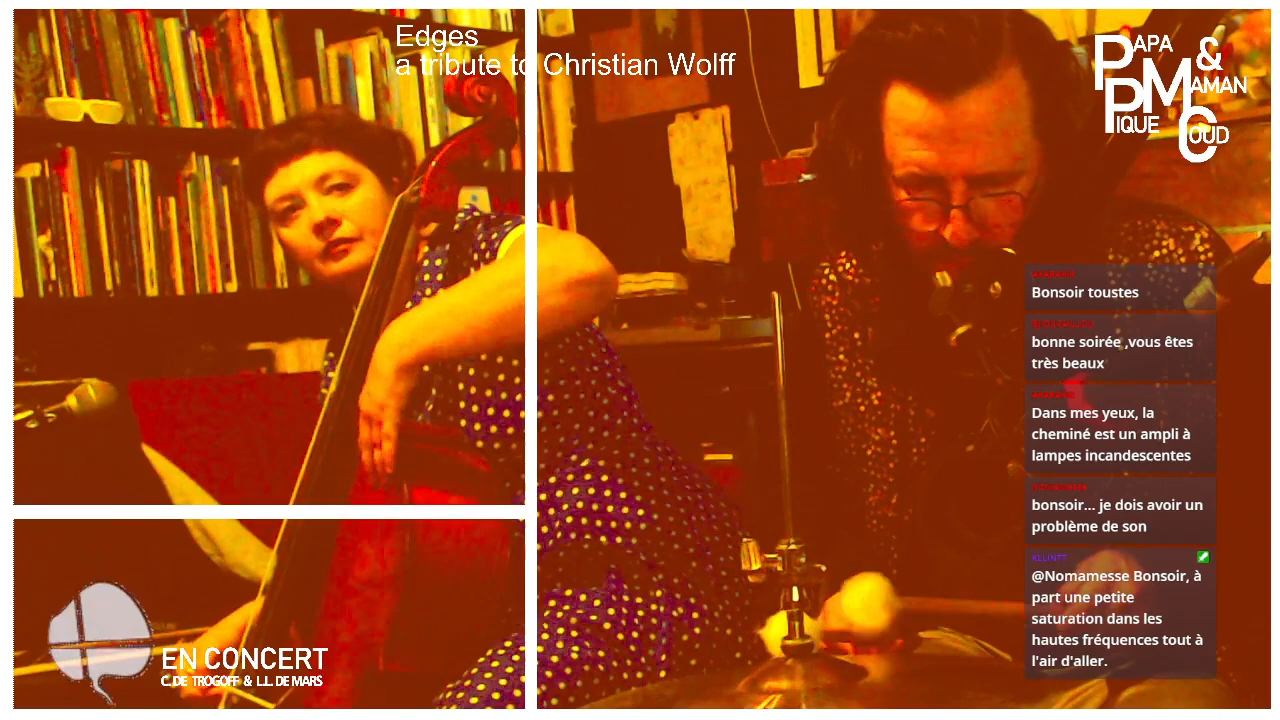 Edges
a tribute to Christian Wolff
PAPA &
PIQUE MAMAN
COUD
Bonsoir toustes
bonne soirée ,vous êtes
très beaux
Dans mes yeux, la
cheminé est un ampli à
lampes incandescentes
bonsoir... je dois avoir un
problème de son
KLLINTT
@Nomamesse Bonsoir, à
part une petite
saturation dans les
hautes fréquences tout à
l'air d'aller.
EN CONCERT
C. DE TROGOFF & L.L. DE MARS